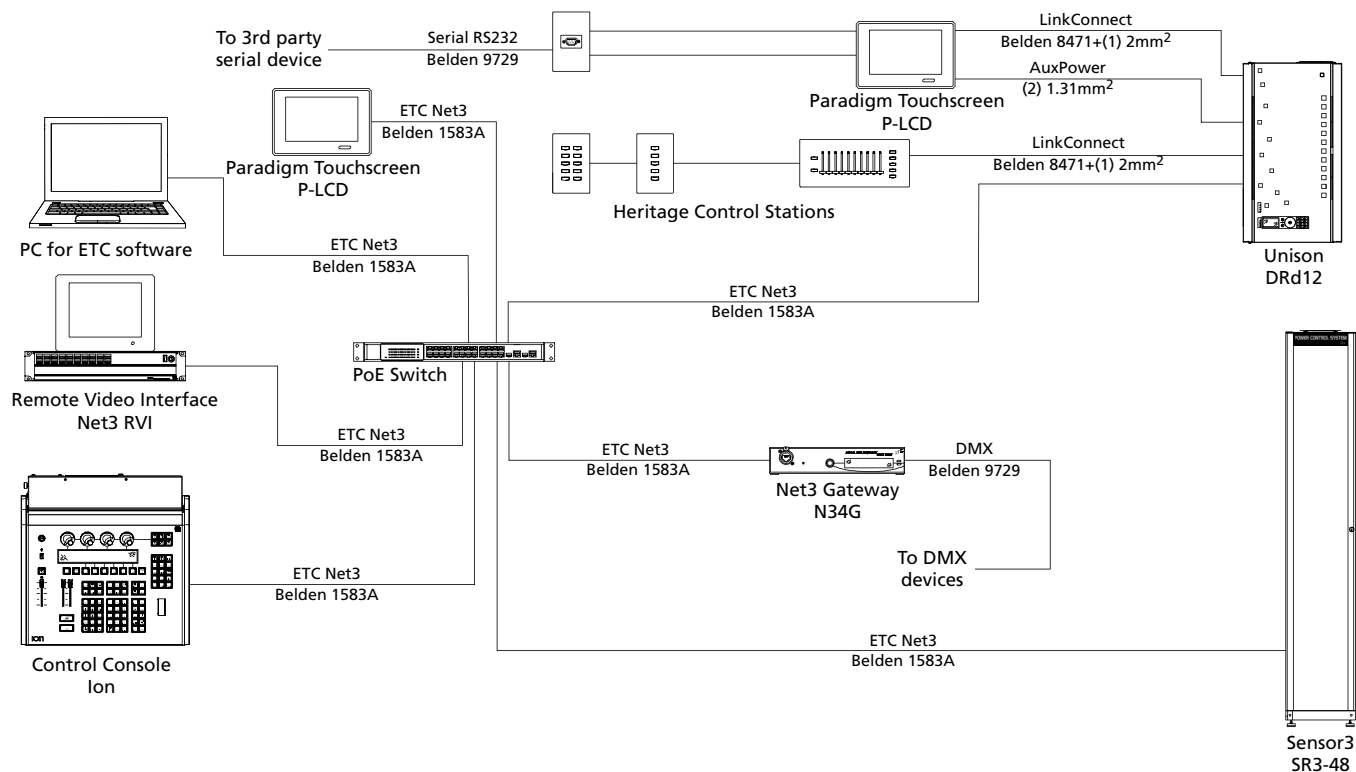 To 3rd party
serial device
Serial RS232
Belden 9729
LinkConnect
Belden 8471+(1) 2mm²
AuxPower
(2) 1.31mm²
Paradigm Touchscreen
P-LCD
ETC Net3
Belden 1583A
Paradigm Touchscreen
P-LCD
LinkConnect
Belden 8471+(1) 2mm²
Heritage Control Stations
PC for ETC software
ETC Net3
Belden 1583A
Unison
DRd12
ETC Net3
Belden 1583A
POWER CONTROL SYSTEM
PoE Switch
Remote Video Interface
Net3 RVI
ETC Net3
Belden 1583A
ETC Net3
Belden 1583A
DMX
Belden 9729
Net3 Gateway
N34G
To DMX
devices
ETC Net3
Belden 1583A
ion
Control Console
Ion
ETC Net3
Belden 1583A
Sensor3
SR3-48